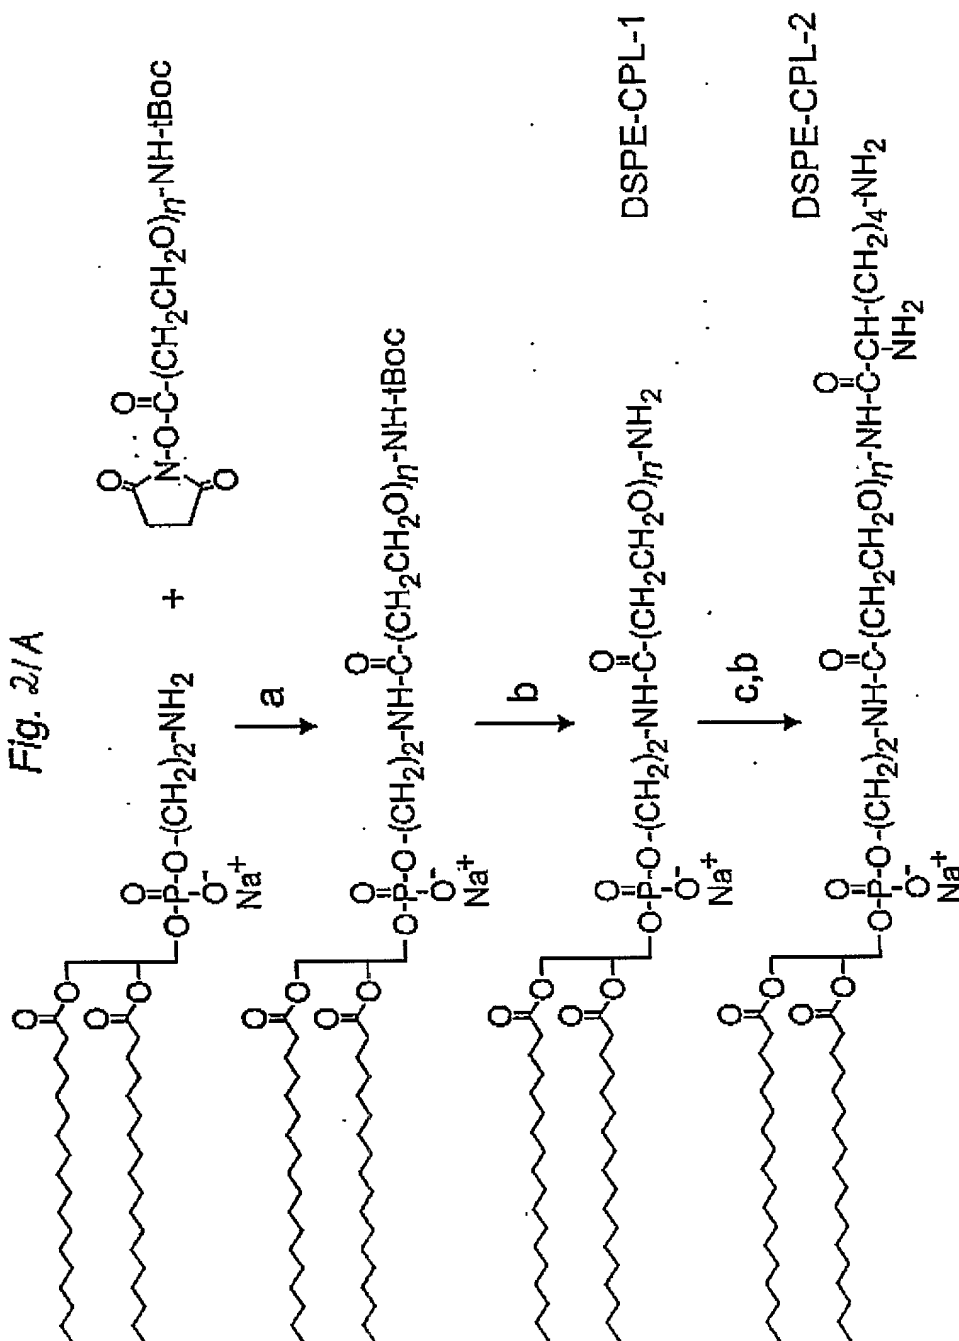 Fig. 21A
O
O
O=P-O-(CH2)2-NH2
O
O-
Na+
+
O
N-O-C-(CH2CH2O)n-NH-tBoc
O
O
a
O
O
O
O
O=P-O-(CH2)2-NH-C-(CH2CH2O)n-NH-tBoc
O
O-
Na+
O
b
O
O
O
O
O=P-O-(CH2)2-NH-C-(CH2CH2O)n-NH2
O
O-
Na+
O
DSPE-CPL-1
c,b
O
O
O
O
O=P-O-(CH2)2-NH-C-(CH2CH2O)n-NH-C-CH-(CH2)4-NH2
O
O-
Na+
O
O
NH2
DSPE-CPL-2